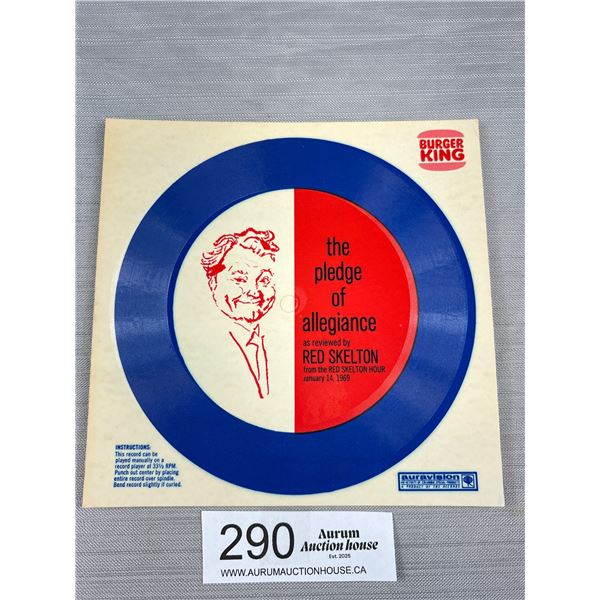 BURGER
KING
the
pledge
of
allegiance
as reviewed by
RED SKELTON
from the RED SKELTON HOUR
January 14, 1969
INSTRUCTIONS:
This record can be
played manually on a
record player at 33⅓ RPM.
Punch out center by placing
entire record over spindle.
Bend record slightly if curled.
auravision
290
Aurum
Auction house
Est. 2025
WWW.AURUMAUCTIONHOUSE.CA